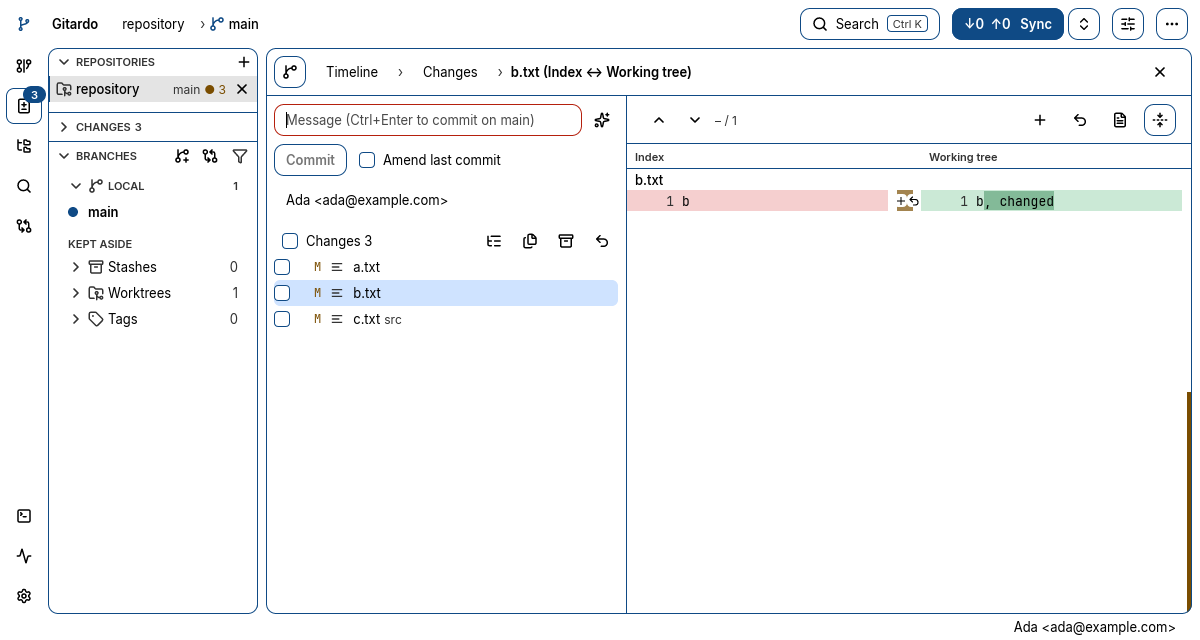 Gitardo repository › main Search Ctrl K ↓0 ↑0 Sync
REPOSITORIES
repository main 3
3
CHANGES 3
BRANCHES
LOCAL 1
main
KEPT ASIDE
Stashes 0
Worktrees 1
Tags 0
Timeline › Changes › b.txt (Index ↔ Working tree)
Message (Ctrl+Enter to commit on main)
Commit Amend last commit
Ada <ada@example.com>
Changes 3
M a.txt
M b.txt
M c.txt src
– / 1
Index Working tree
b.txt
1 b 1 b, changed
Ada <ada@example.com>